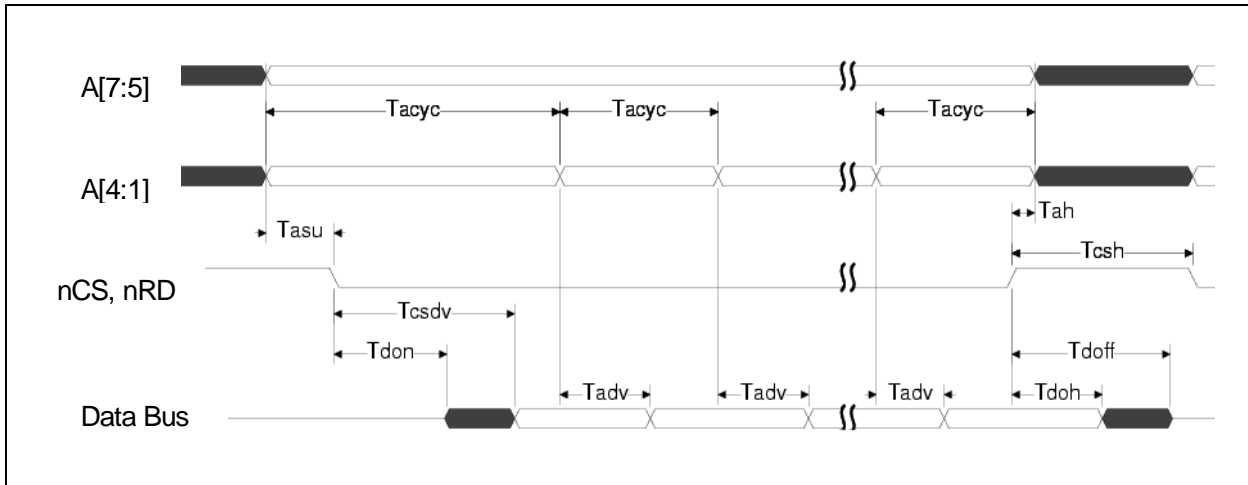 A[7:5]
Tacyc Tacyc Tacyc
A[4:1]
Tah
Tasu
Tcsh
nCS, nRD
Tcsdv
Tdon Tdoff
Tadv Tadv Tadv Tdoh
Data Bus